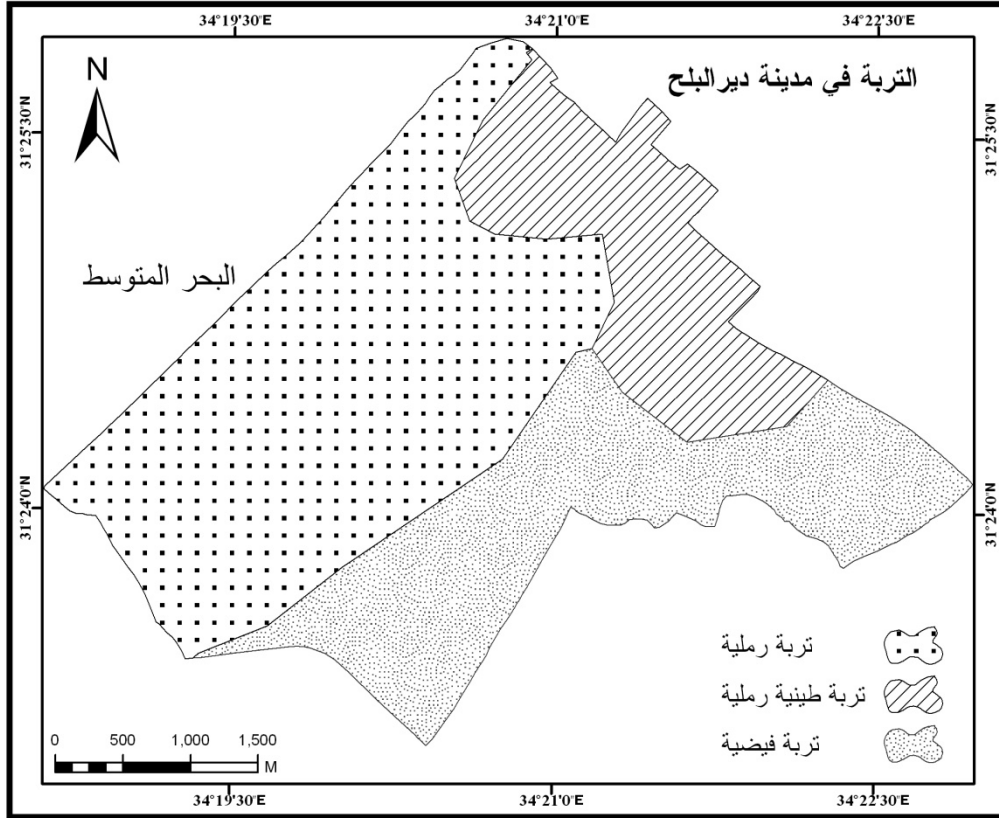 34°19'30"E 34°21'0"E 34°22'30"E
التربة في مدينة ديرالبلح
N
31°25'30"N
31°25'30"N
البحر المتوسط
31°24'0"N
31°24'0"N
تربة رملية
تربة طينية رملية
تربة فيضية
0 500 1,000 1,500
M
34°19'30"E 34°21'0"E 34°22'30"E